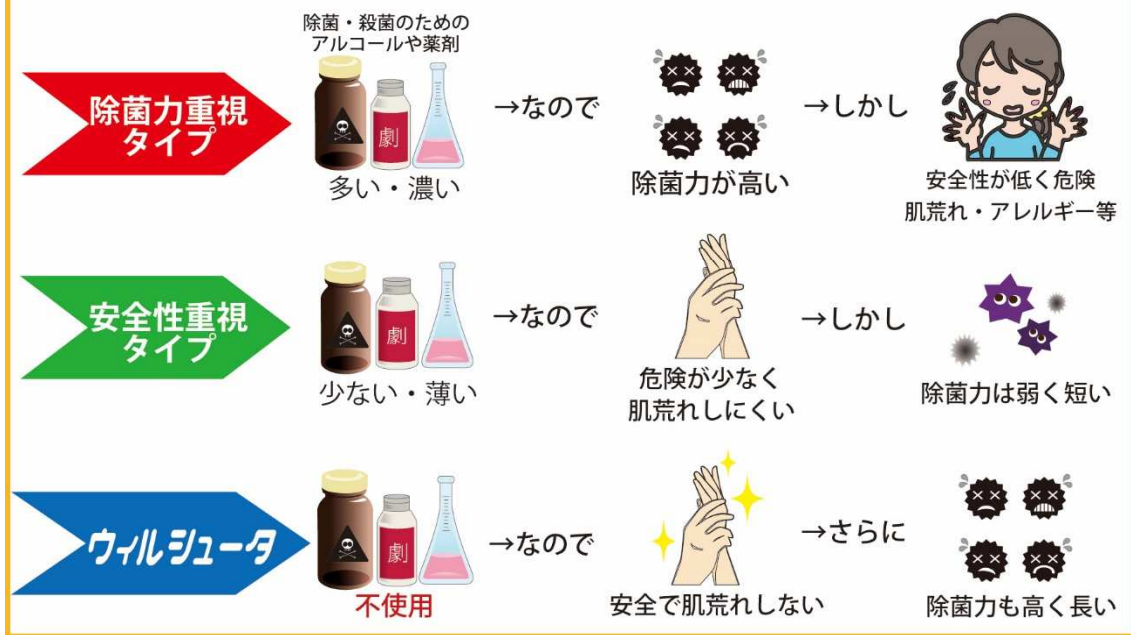 除菌・殺菌のための
アルコールや薬剤
除菌力重視
タイプ
劇
多い・濃い
→なので
除菌力が高い
→しかし
安全性が低く危険
肌荒れ・アレルギー等
安全性重視
タイプ
劇
少ない・薄い
→なので
危険が少なく
肌荒れしにくい
→しかし
除菌力は弱く短い
ウィルシュータ
劇
不使用
→なので
安全で肌荒れしない
→さらに
除菌力も高く長い